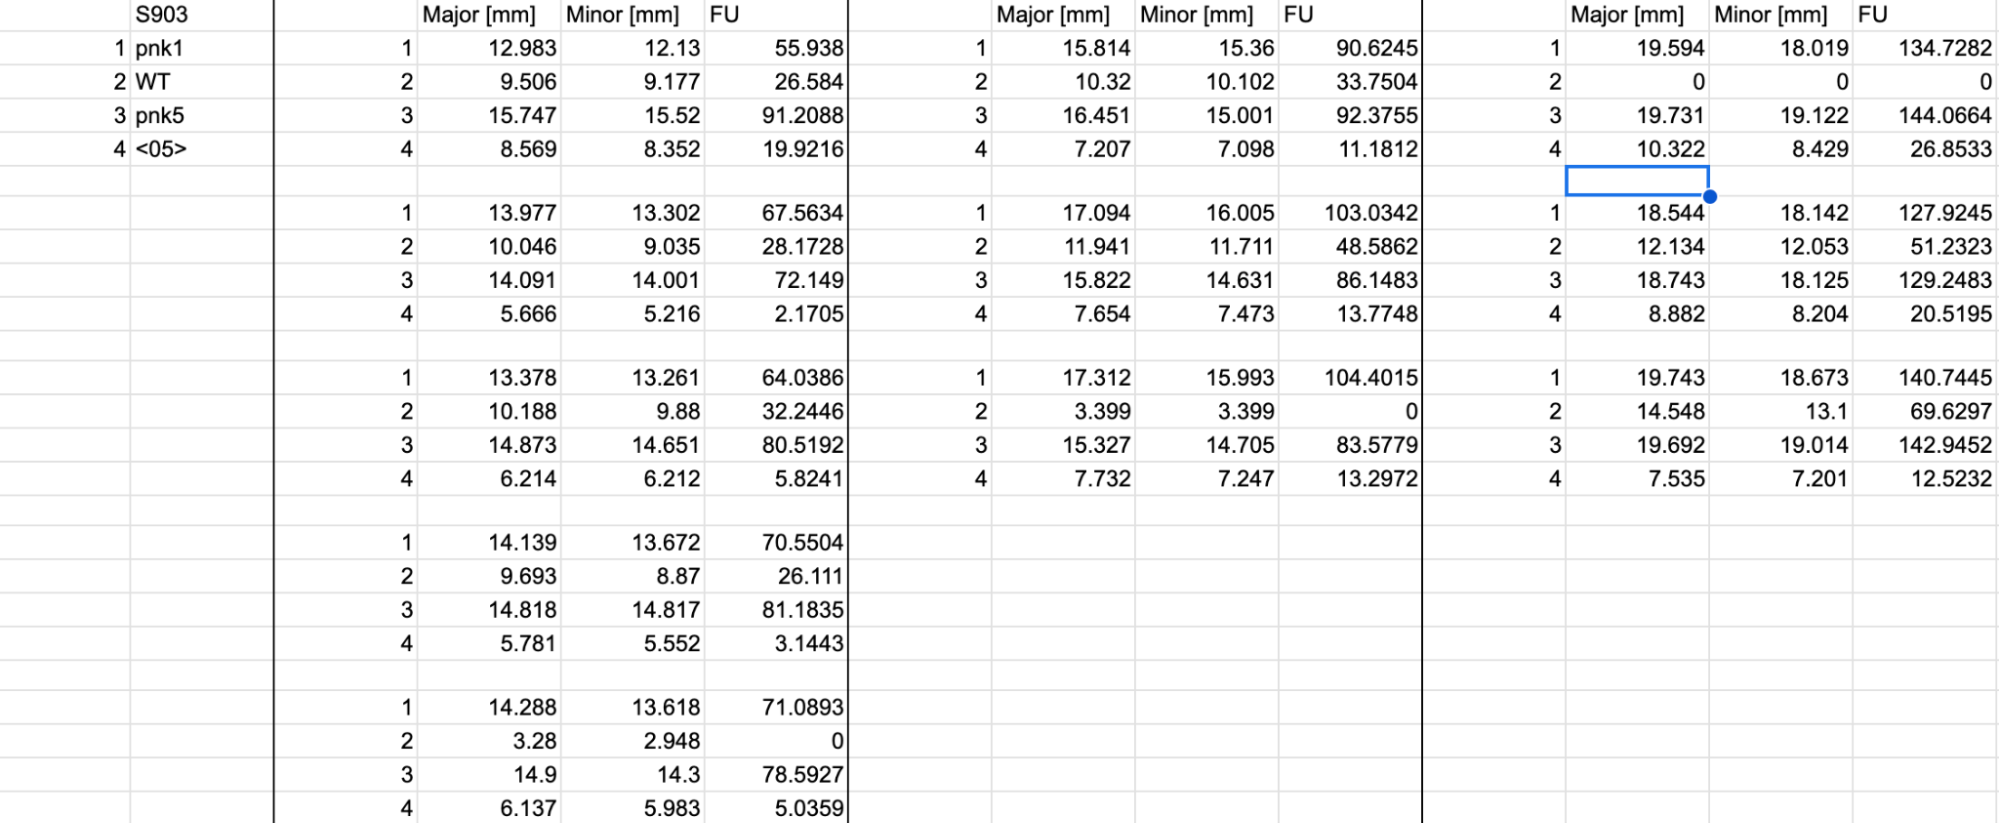 S903 Major [mm] Minor [mm] FU Major [mm] Minor [mm] FU Major [mm] Minor [mm] FU
1 pnk1 1 12.983 12.13 55.938 1 15.814 15.36 90.6245 1 19.594 18.019 134.7282
2 WT 2 9.506 9.177 26.584 2 10.32 10.102 33.7504 2 0 0 0
3 pnk5 3 15.747 15.52 91.2088 3 16.451 15.001 92.3755 3 19.731 19.122 144.0664
4 <05> 4 8.569 8.352 19.9216 4 7.207 7.098 11.1812 4 10.322 8.429 26.8533
1 13.977 13.302 67.5634 1 17.094 16.005 103.0342 1 18.544 18.142 127.9245
2 10.046 9.035 28.1728 2 11.941 11.711 48.5862 2 12.134 12.053 51.2323
3 14.091 14.001 72.149 3 15.822 14.631 86.1483 3 18.743 18.125 129.2483
4 5.666 5.216 2.1705 4 7.654 7.473 13.7748 4 8.882 8.204 20.5195
1 13.378 13.261 64.0386 1 17.312 15.993 104.4015 1 19.743 18.673 140.7445
2 10.188 9.88 32.2446 2 3.399 3.399 0 2 14.548 13.1 69.6297
3 14.873 14.651 80.5192 3 15.327 14.705 83.5779 3 19.692 19.014 142.9452
4 6.214 6.212 5.8241 4 7.732 7.247 13.2972 4 7.535 7.201 12.5232
1 14.139 13.672 70.5504
2 9.693 8.87 26.111
3 14.818 14.817 81.1835
4 5.781 5.552 3.1443
1 14.288 13.618 71.0893
2 3.28 2.948 0
3 14.9 14.3 78.5927
4 6.137 5.983 5.0359